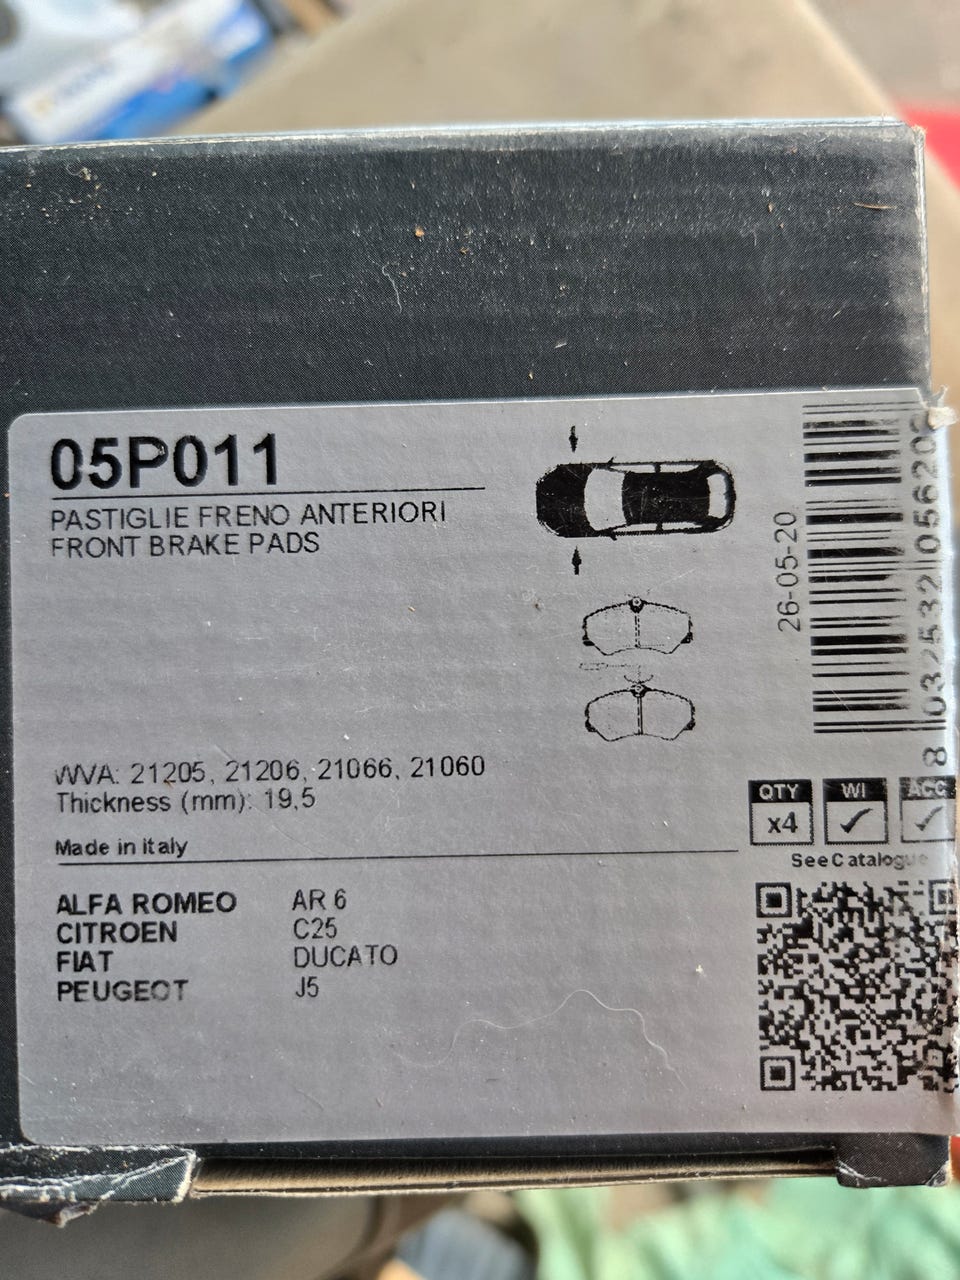 05P011
PASTIGLIE FRENO ANTERIORI
FRONT BRAKE PADS
26-05-20
WVA: 21205, 21206, 21066, 21060
Thickness (mm): 19,5
Made in Italy
QTY WI ACC
x4
See Catalogue
ALFA ROMEO AR 6
CITROEN C25
FIAT DUCATO
PEUGEOT J5